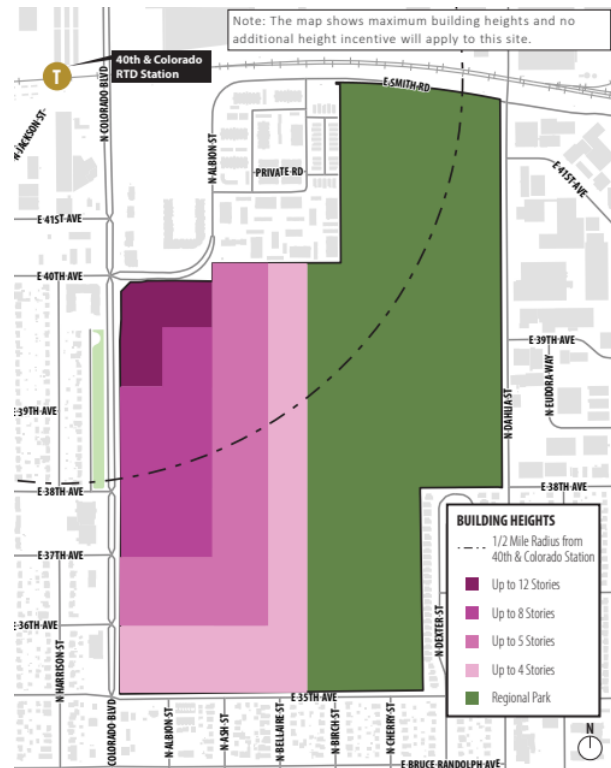 Note: The map shows maximum building heights and no
additional height incentive will apply to this site.
T
40th & Colorado
RTD Station
N COLORADO BLVD
E SMITH RD
N JACKSON ST
N ALBION ST
PRIVATE RD
E 41ST AVE
E 41ST AVE
E 40TH AVE
E 39TH AVE
N EUDORA WAY
E 39TH AVE
N DAHLIA ST
E 38TH AVE
E 38TH AVE
BUILDING HEIGHTS
1/2 Mile Radius from
40th & Colorado Station
Up to 12 Stories
Up to 8 Stories
Up to 5 Stories
Up to 4 Stories
Regional Park
E 37TH AVE
N DEXTER ST
E 36TH AVE
N HARRISON ST
E 35TH AVE
COLORADO BLVD
N ALBION ST
N ASH ST
N BELLAIRE ST
N BIRCH ST
N CHERRY ST
N
E BRUCE RANDOLPH AVE